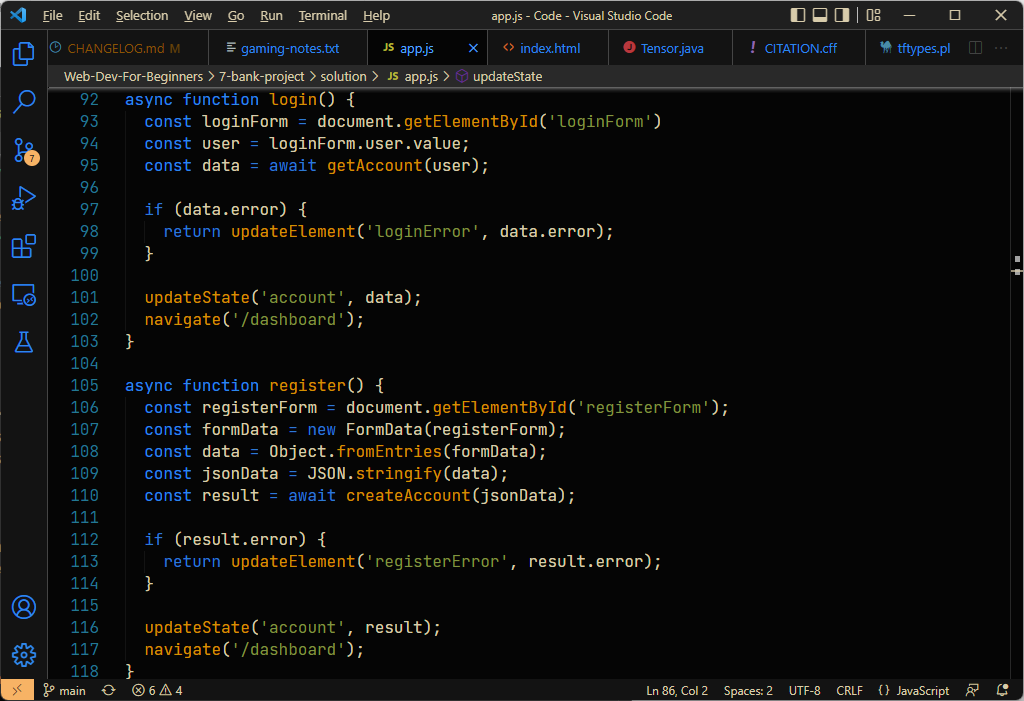 File Edit Selection View Go Run Terminal Help app.js - Code - Visual Studio Code
CHANGELOG.md M gaming-notes.txt JS app.js index.html J Tensor.java ! CITATION.cff tftypes.pl
Web-Dev-For-Beginners > 7-bank-project > solution > JS app.js > updateState
92 async function login() {
93 const loginForm = document.getElementById('loginForm')
94 const user = loginForm.user.value;
95 const data = await getAccount(user);
96
97 if (data.error) {
98 return updateElement('loginError', data.error);
99 }
100
101 updateState('account', data);
102 navigate('/dashboard');
103 }
104
105 async function register() {
106 const registerForm = document.getElementById('registerForm');
107 const formData = new FormData(registerForm);
108 const data = Object.fromEntries(formData);
109 const jsonData = JSON.stringify(data);
110 const result = await createAccount(jsonData);
111
112 if (result.error) {
113 return updateElement('registerError', result.error);
114 }
115
116 updateState('account', result);
117 navigate('/dashboard');
118 }
7
main 6 4 Ln 86, Col 2 Spaces: 2 UTF-8 CRLF {} JavaScript